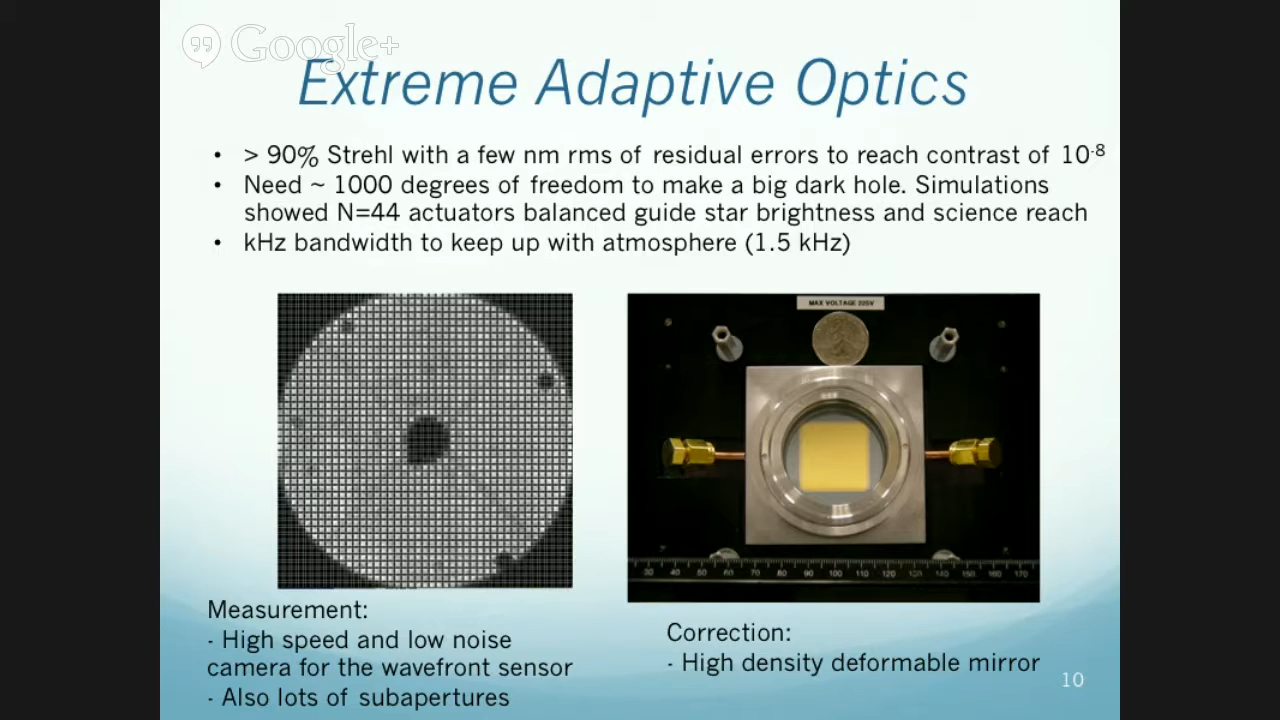 Google+
Extreme Adaptive Optics
• > 90% Strehl with a few nm rms of residual errors to reach contrast of 10-8
• Need ~ 1000 degrees of freedom to make a big dark hole. Simulations
showed N=44 actuators balanced guide star brightness and science reach
• kHz bandwidth to keep up with atmosphere (1.5 kHz)
MAX VOLTAGE 225V
30 40 50 60 70 80 90 100 110 120 130 140 150 160 170
Measurement:
- High speed and low noise
camera for the wavefront sensor
- Also lots of subapertures
Correction:
- High density deformable mirror
10